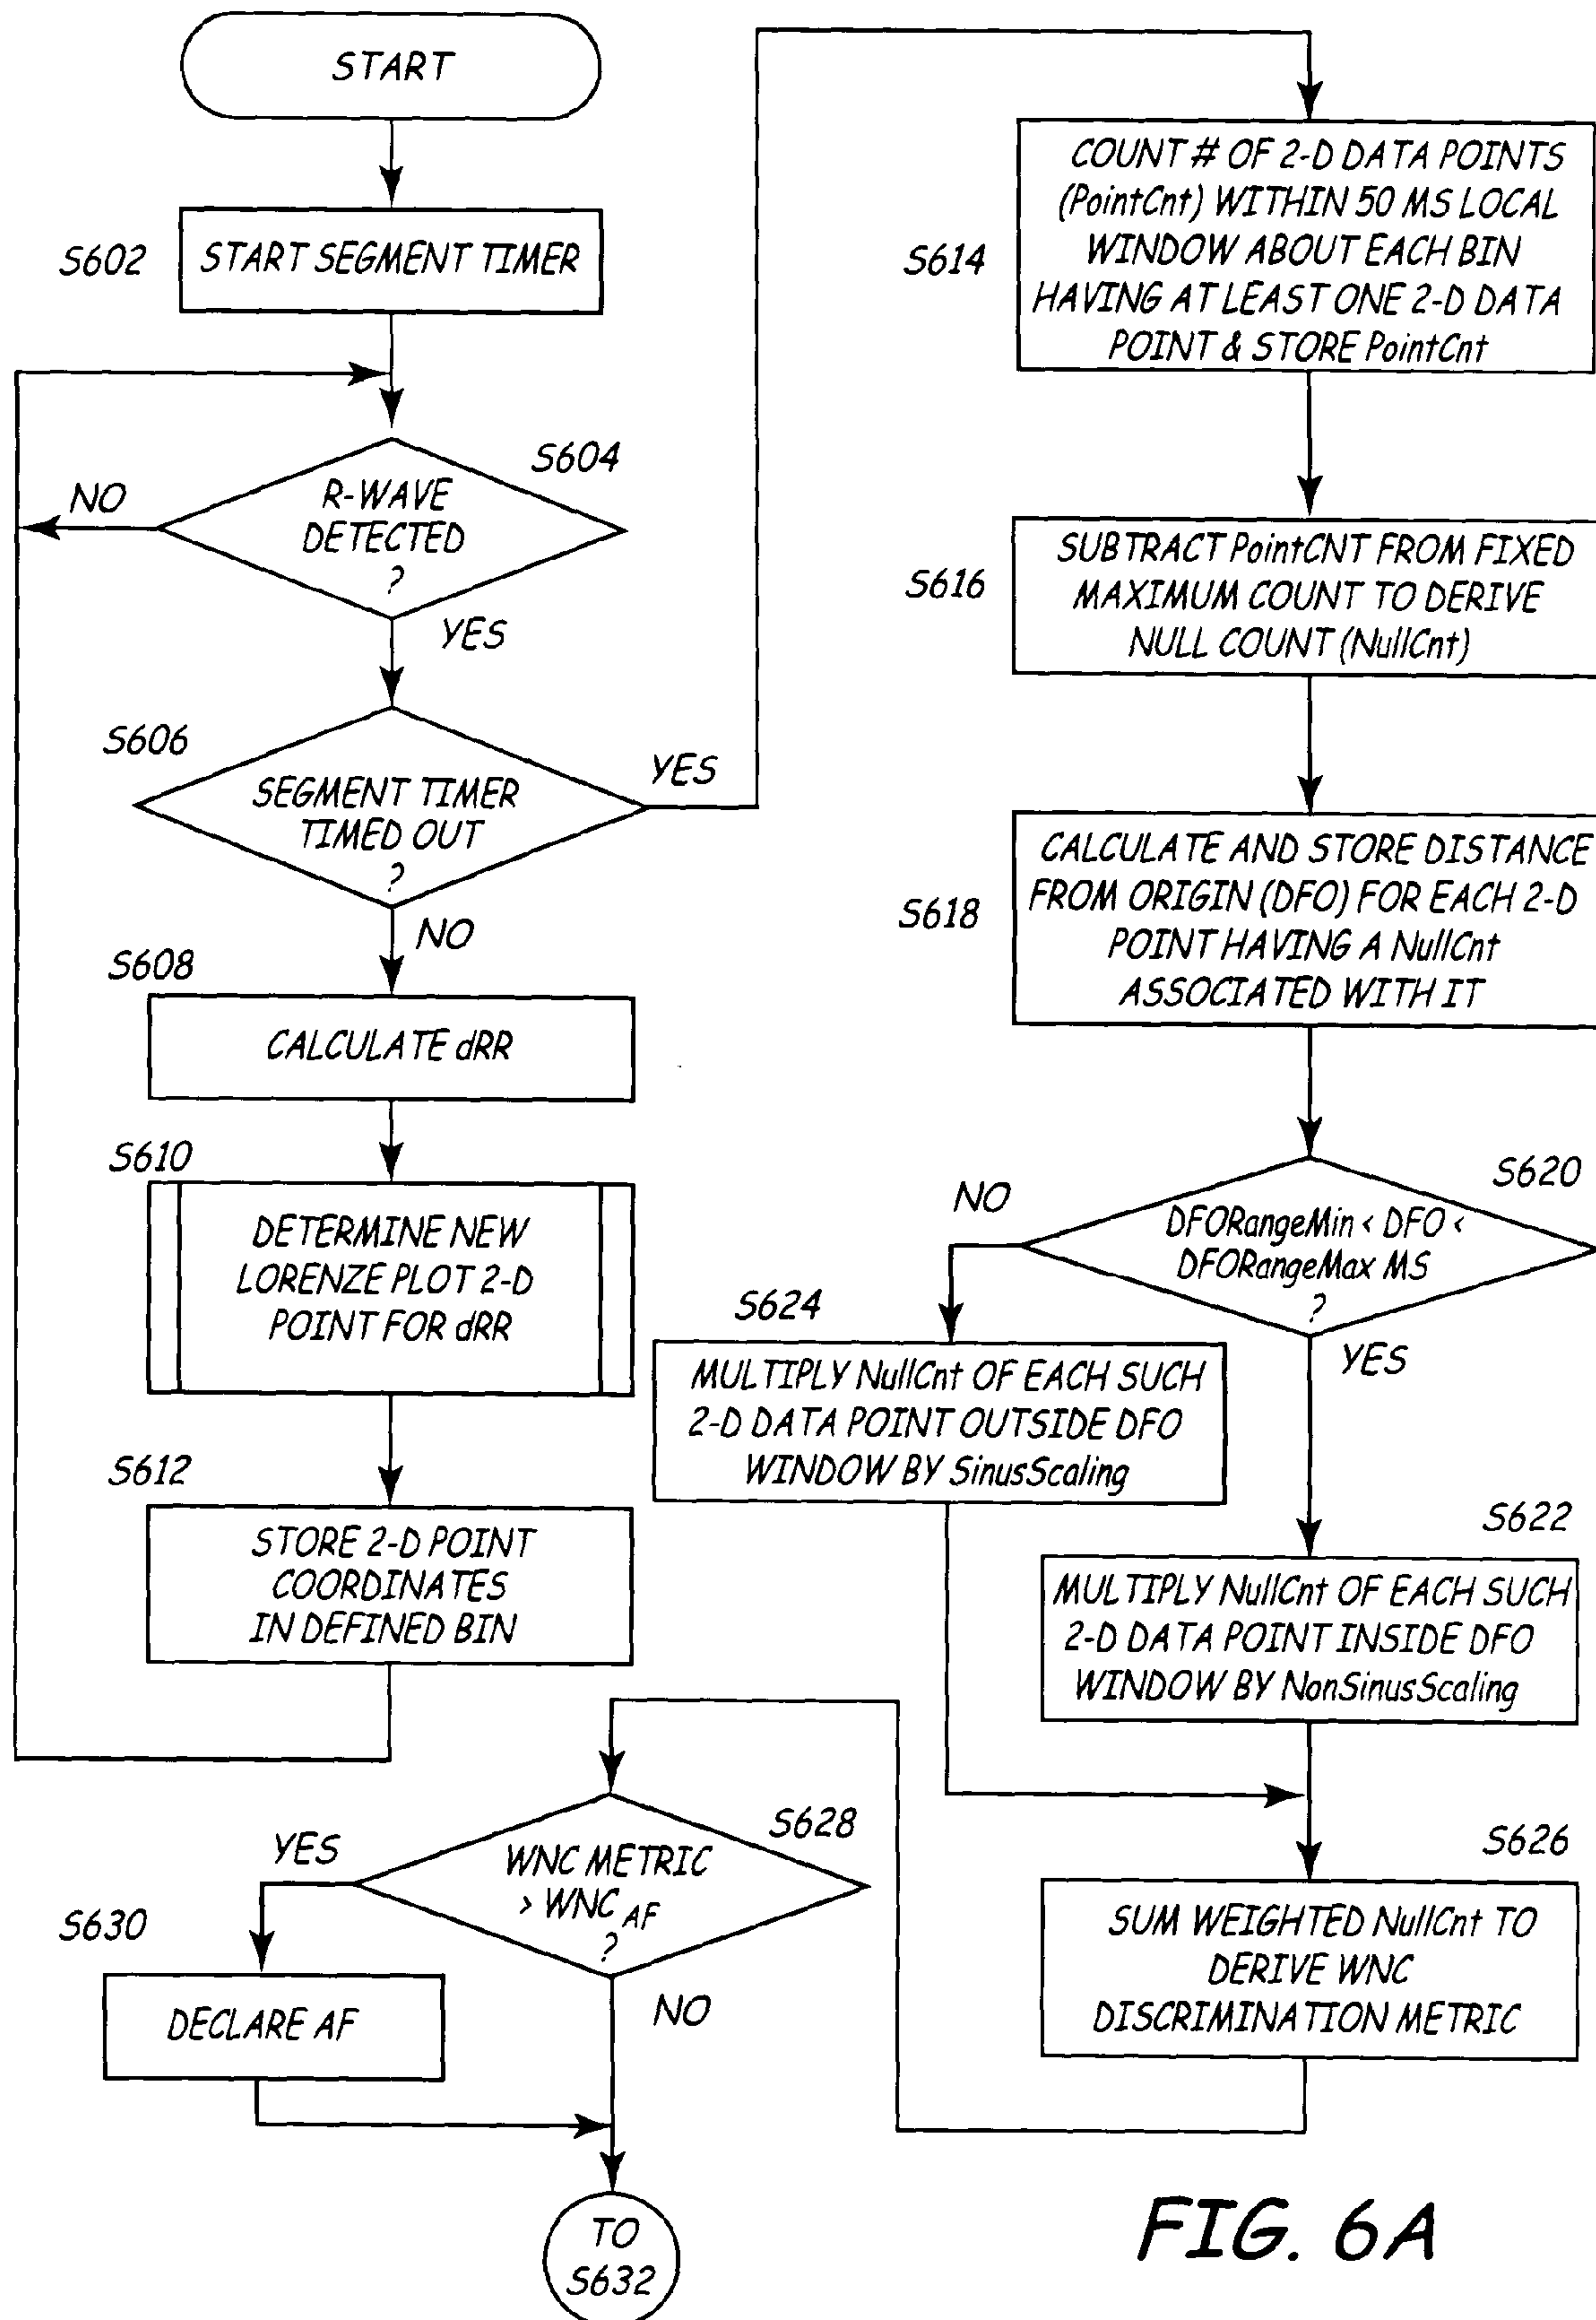 START
S602
START SEGMENT TIMER
S604
NO
R-WAVE
DETECTED
?
YES
S606
SEGMENT TIMER
TIMED OUT
?
YES
NO
S608
CALCULATE dRR
S610
DETERMINE NEW
LORENZE PLOT 2-D
POINT FOR dRR
S612
STORE 2-D POINT
COORDINATES
IN DEFINED BIN
S614
COUNT # OF 2-D DATA POINTS
(PointCnt) WITHIN 50 MS LOCAL
WINDOW ABOUT EACH BIN
HAVING AT LEAST ONE 2-D DATA
POINT & STORE PointCnt
S616
SUBTRACT PointCNT FROM FIXED
MAXIMUM COUNT TO DERIVE
NULL COUNT (NullCnt)
S618
CALCULATE AND STORE DISTANCE
FROM ORIGIN (DFO) FOR EACH 2-D
POINT HAVING A NullCnt
ASSOCIATED WITH IT
S620
NO
DFORangeMin < DFO <
DFORangeMax MS
?
YES
S624
MULTIPLY NullCnt OF EACH SUCH
2-D DATA POINT OUTSIDE DFO
WINDOW BY SinusScaling
S622
MULTIPLY NullCnt OF EACH SUCH
2-D DATA POINT INSIDE DFO
WINDOW BY NonSinusScaling
S626
SUM WEIGHTED NullCnt TO
DERIVE WNC
DISCRIMINATION METRIC
S628
YES
WNC METRIC
> WNC AF
?
NO
S630
DECLARE AF
TO
S632
FIG. 6A